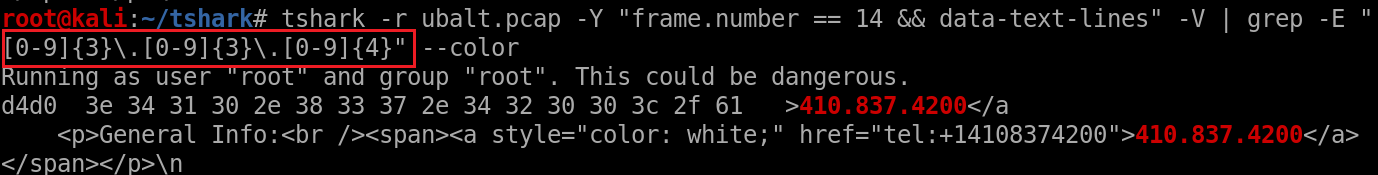 root@kali:~/tshark# tshark -r ubalt.pcap -Y "frame.number == 14 && data-text-lines" -V | grep -E "
[0-9]{3}\.[0-9]{3}\.[0-9]{4}" --color
Running as user "root" and group "root". This could be dangerous.
d4d0  3e 34 31 30 2e 38 33 37 2e 34 32 30 30 3c 2f 61   >410.837.4200</a
    <p>General Info:<br /><span><a style="color: white;" href="tel:+14108374200">410.837.4200</a>
</span></p>\n